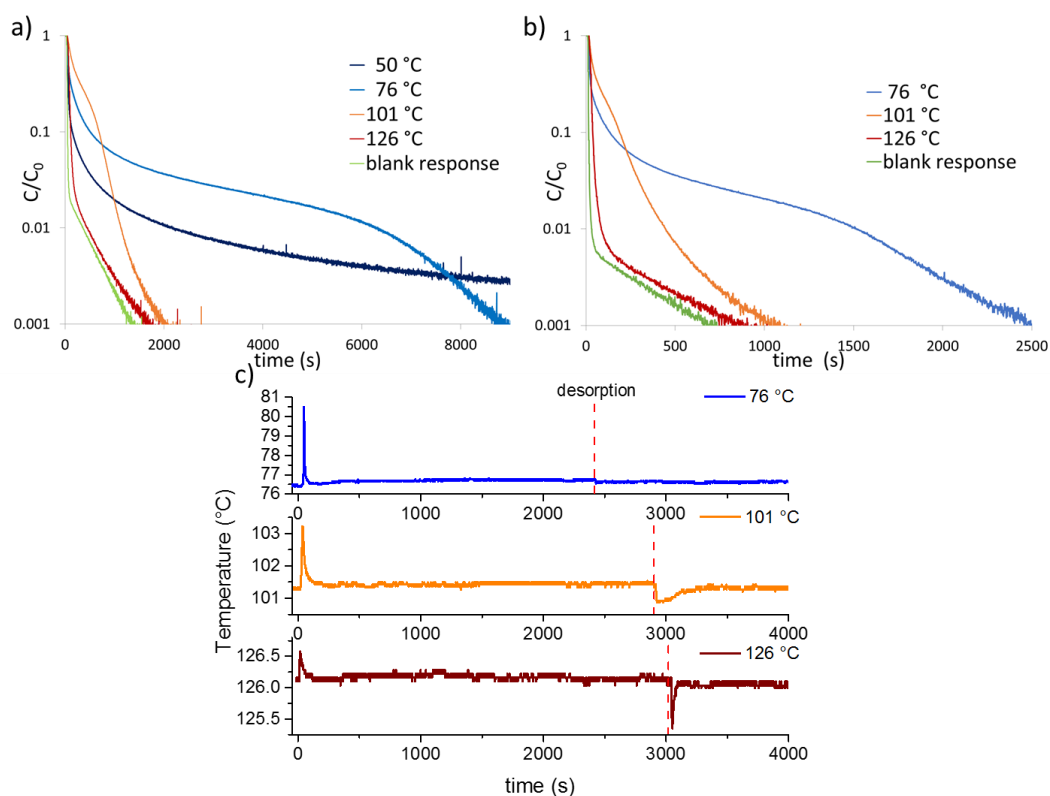 a)
1
0.1
0.01
0.001
C/C₀
50 °C
76 °C
101 °C
126 °C
blank response
0 2000 4000 6000 8000
time (s)
b)
1
0.1
0.01
0.001
C/C₀
76 °C
101 °C
126 °C
blank response
0 500 1000 1500 2000 2500
time (s)
c)
desorption
Temperature (°C)
81
80
79
78
77
76
76 °C
0 1000 2000 3000 4000
103
102
101
101 °C
0 1000 2000 3000 4000
126.5
126.0
125.5
126 °C
0 1000 2000 3000 4000
time (s)